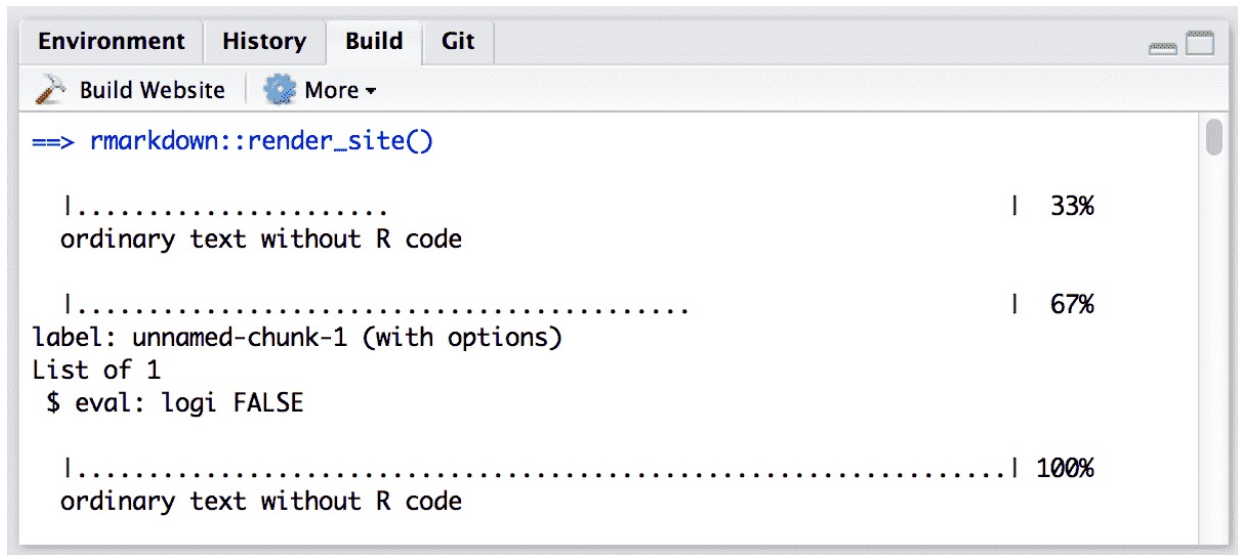 Environment History Build Git
Build Website More
==> rmarkdown::render_site()
|...................... | 33%
ordinary text without R code
|........................................... | 67%
label: unnamed-chunk-1 (with options)
List of 1
$ eval: logi FALSE
|.................................................................| 100%
ordinary text without R code